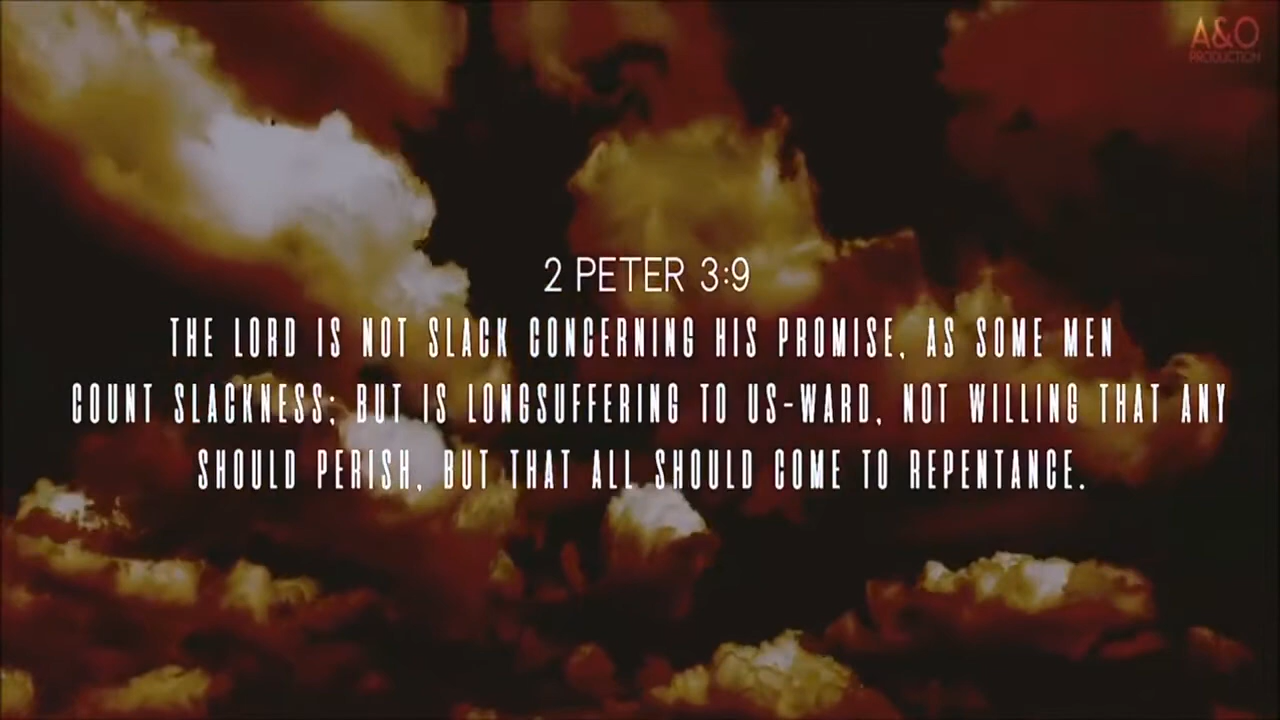 A&O
PRODUCTION
2 PETER 3:9
THE LORD IS NOT SLACK CONCERNING HIS PROMISE, AS SOME MEN
COUNT SLACKNESS; BUT IS LONGSUFFERING TO US-WARD, NOT WILLING THAT ANY
SHOULD PERISH, BUT THAT ALL SHOULD COME TO REPENTANCE.